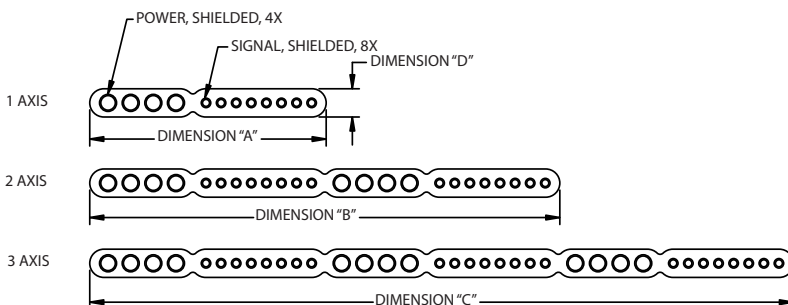 POWER, SHIELDED, 4X
SIGNAL, SHIELDED, 8X
DIMENSION “D”
1 AXIS
DIMENSION “A”
2 AXIS
DIMENSION “B”
3 AXIS
DIMENSION “C”